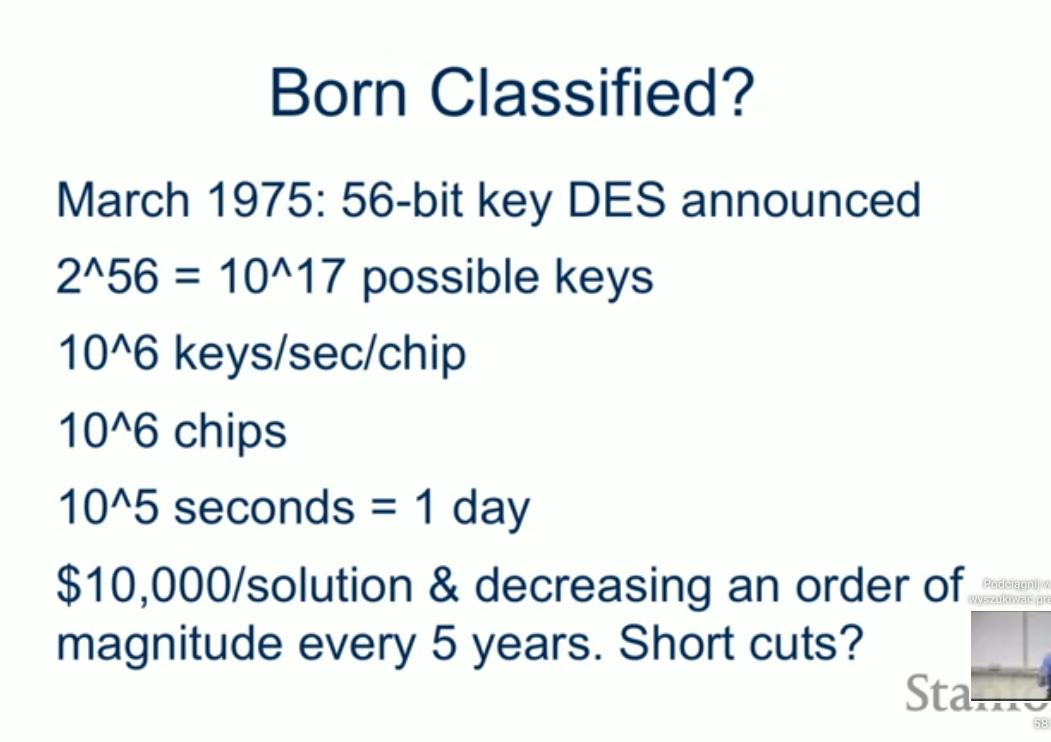 Born Classified?
March 1975: 56-bit key DES announced
2^56 = 10^17 possible keys
10^6 keys/sec/chip
10^6 chips
10^5 seconds = 1 day
$10,000/solution & decreasing an order of
magnitude every 5 years. Short cuts?
Podciągnij w
wyszukiwać pre
58